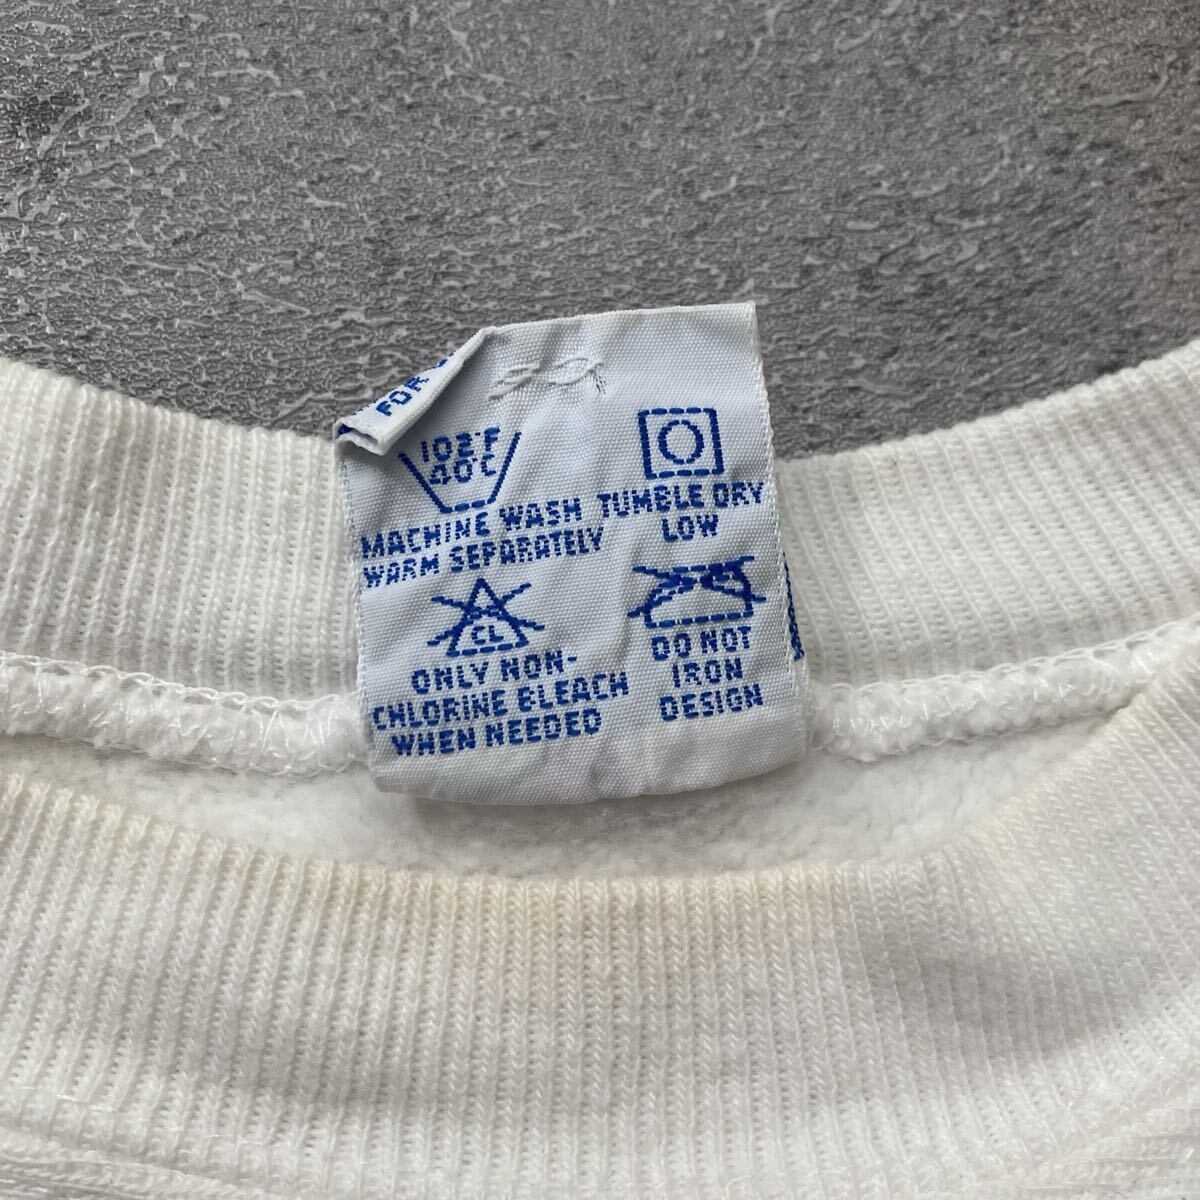 FOR
102°F
40°C
MACHINE WASH
WARM SEPARATELY
TUMBLE DRY
LOW
CL
ONLY NON-
CHLORINE BLEACH
WHEN NEEDED
DO NOT
IRON
DESIGN